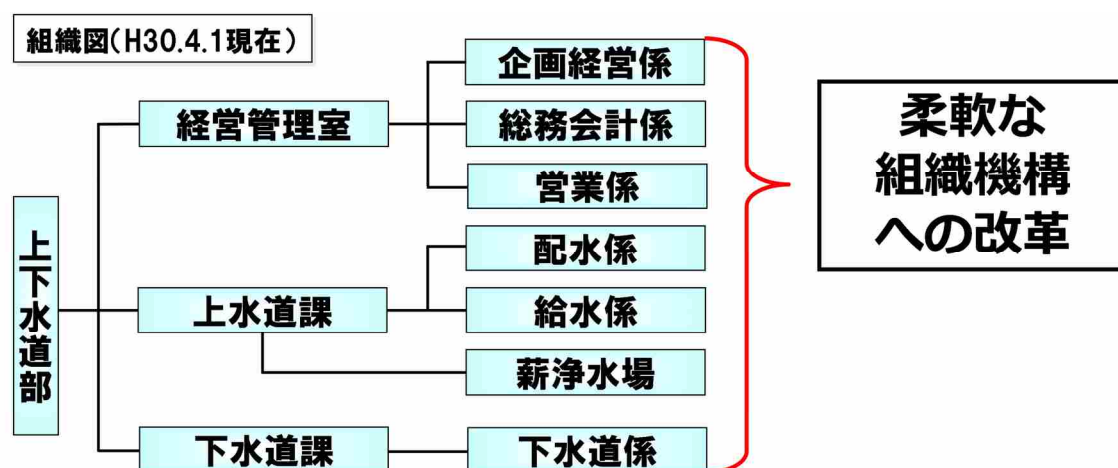 組織図(H30.4.1現在)
上下水道部
経営管理室
企画経営係
総務会計係
営業係
上水道課
配水係
給水係
薪浄水場
下水道課
下水道係
柔軟な
組織機構
への改革